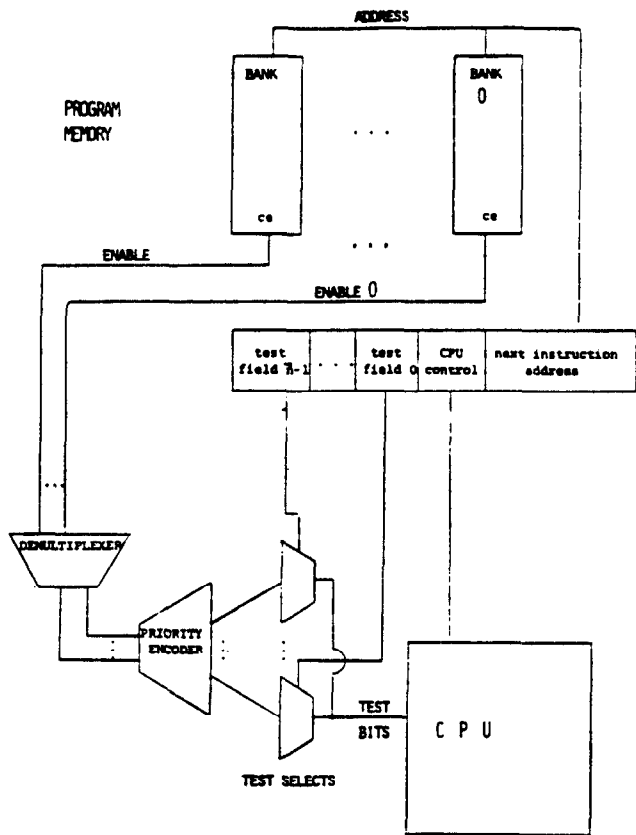 ADDRESS
BANK
BANK
0
PROGRAM
MEMORY
. . .
ce
ce
. . .
ENABLE
ENABLE 0
test
field n-1
. . .
test
field 0
CPU
control
next instruction
address
...
DEMULTIPLEXER
PRIORITY
ENCODER
TEST
BITS
C P U
TEST SELECTS